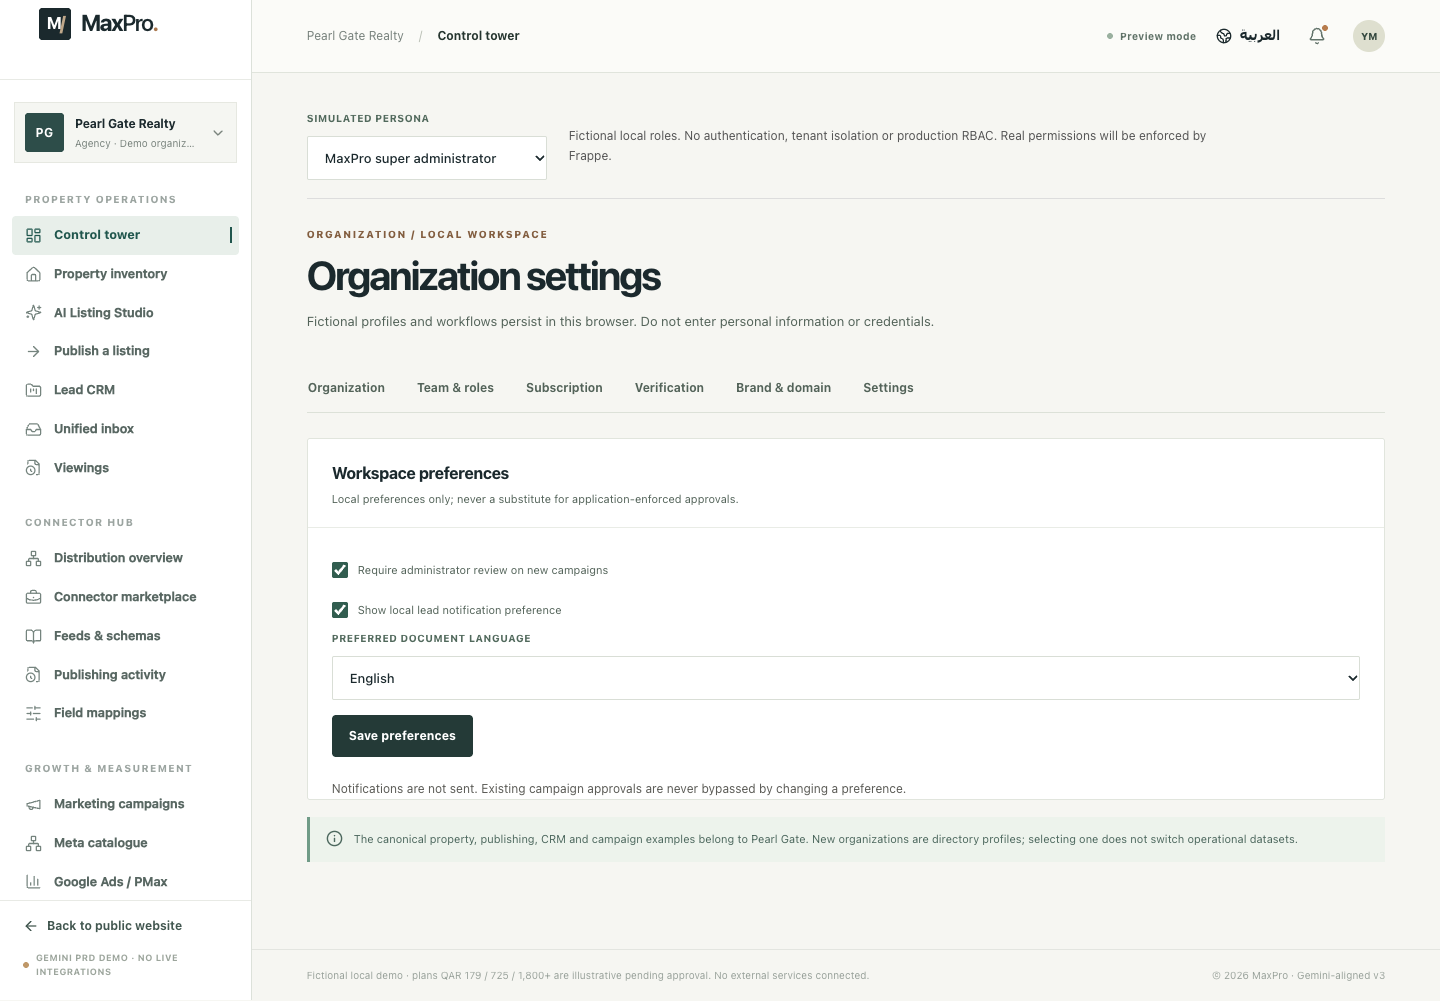 M/ MaxPro.
PG
Pearl Gate Realty
Agency · Demo organiz...
PROPERTY OPERATIONS
Control tower
Property inventory
AI Listing Studio
Publish a listing
Lead CRM
Unified inbox
Viewings
CONNECTOR HUB
Distribution overview
Connector marketplace
Feeds & schemas
Publishing activity
Field mappings
GROWTH & MEASUREMENT
Marketing campaigns
Meta catalogue
Google Ads / PMax
Back to public website
GEMINI PRD DEMO · NO LIVE
INTEGRATIONS
Pearl Gate Realty / Control tower
Preview mode
العربية
YM
SIMULATED PERSONA
MaxPro super administrator
Fictional local roles. No authentication, tenant isolation or production RBAC. Real permissions will be enforced by
Frappe.
ORGANIZATION / LOCAL WORKSPACE
Organization settings
Fictional profiles and workflows persist in this browser. Do not enter personal information or credentials.
Organization Team & roles Subscription Verification Brand & domain Settings
Workspace preferences
Local preferences only; never a substitute for application-enforced approvals.
Require administrator review on new campaigns
Show local lead notification preference
PREFERRED DOCUMENT LANGUAGE
English
Save preferences
Notifications are not sent. Existing campaign approvals are never bypassed by changing a preference.
The canonical property, publishing, CRM and campaign examples belong to Pearl Gate. New organizations are directory profiles; selecting one does not switch operational datasets.
Fictional local demo · plans QAR 179 / 725 / 1,800+ are illustrative pending approval. No external services connected.
© 2026 MaxPro · Gemini-aligned v3